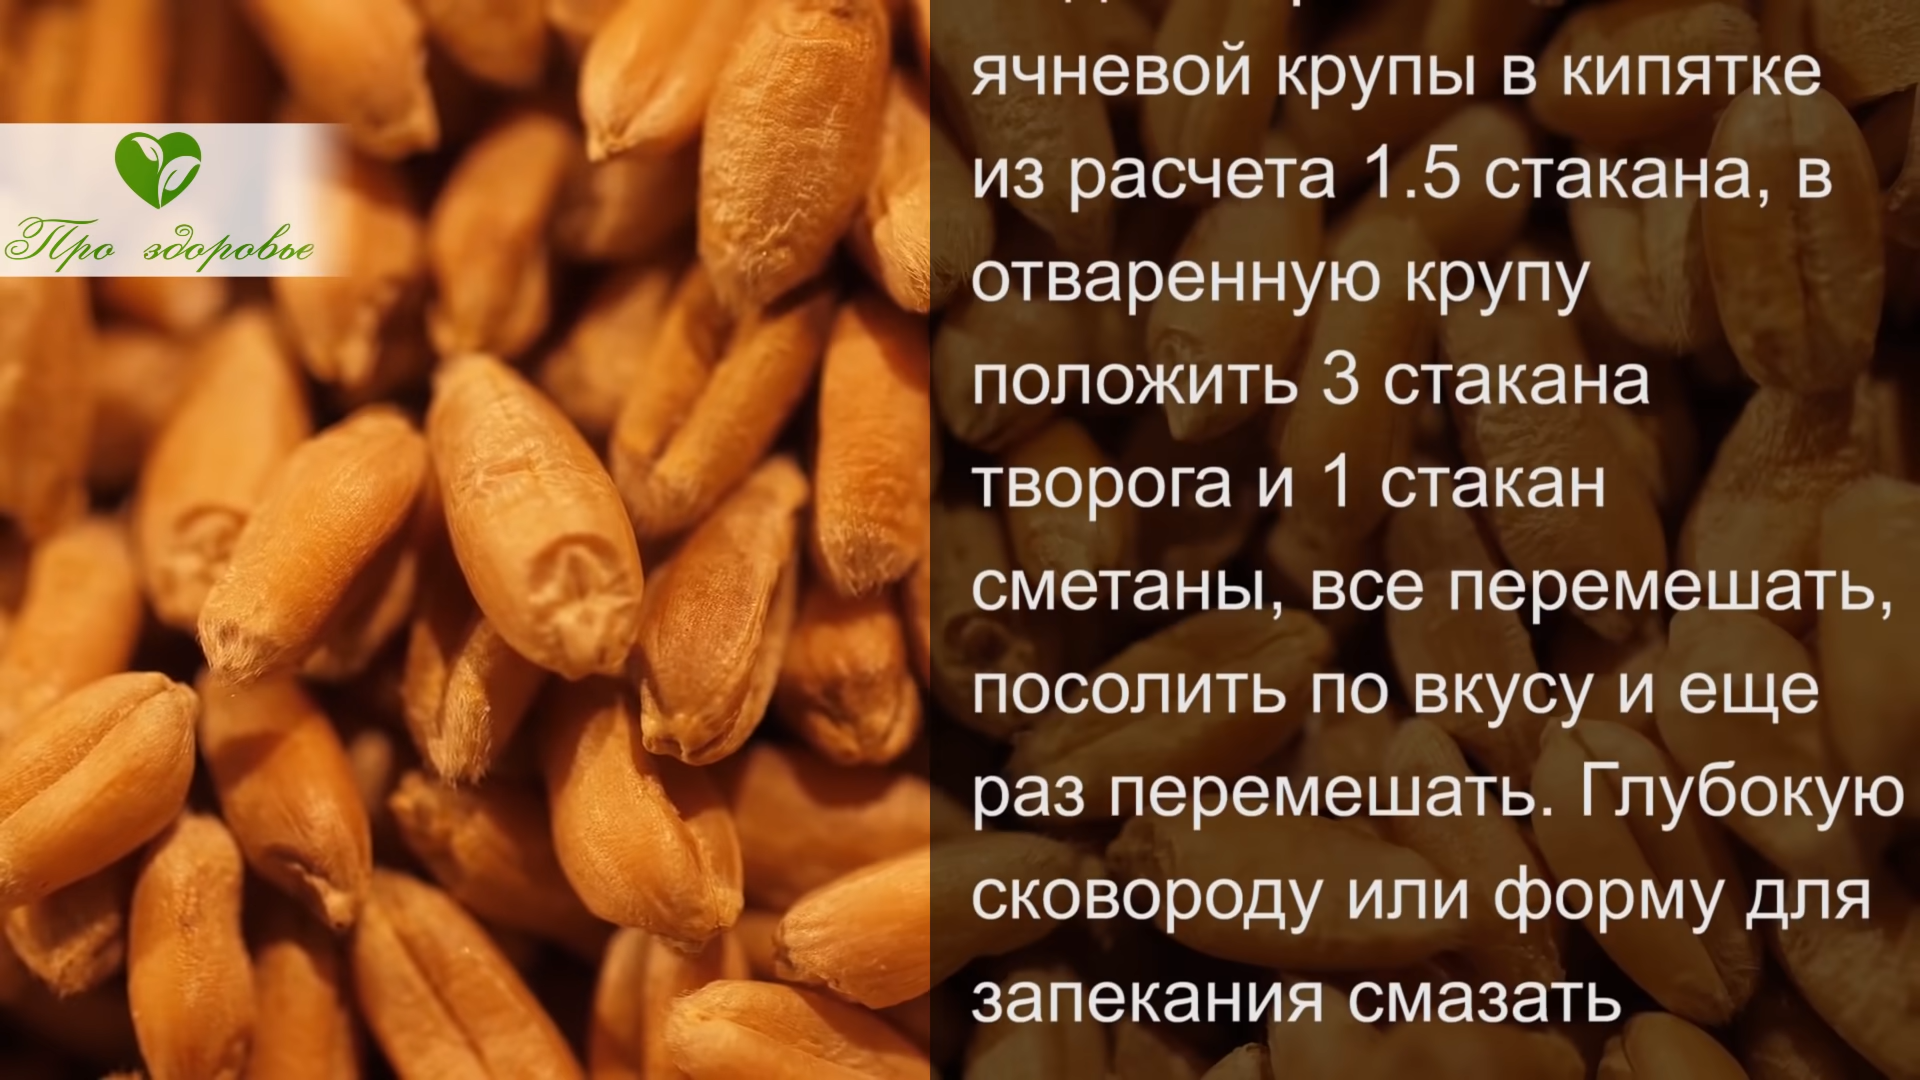 Про здоровье
ячневой крупы в кипятке
из расчета 1.5 стакана, в
отваренную крупу
положить 3 стакана
творога и 1 стакан
сметаны, все перемешать,
посолить по вкусу и еще
раз перемешать. Глубокую
сковороду или форму для
запекания смазать